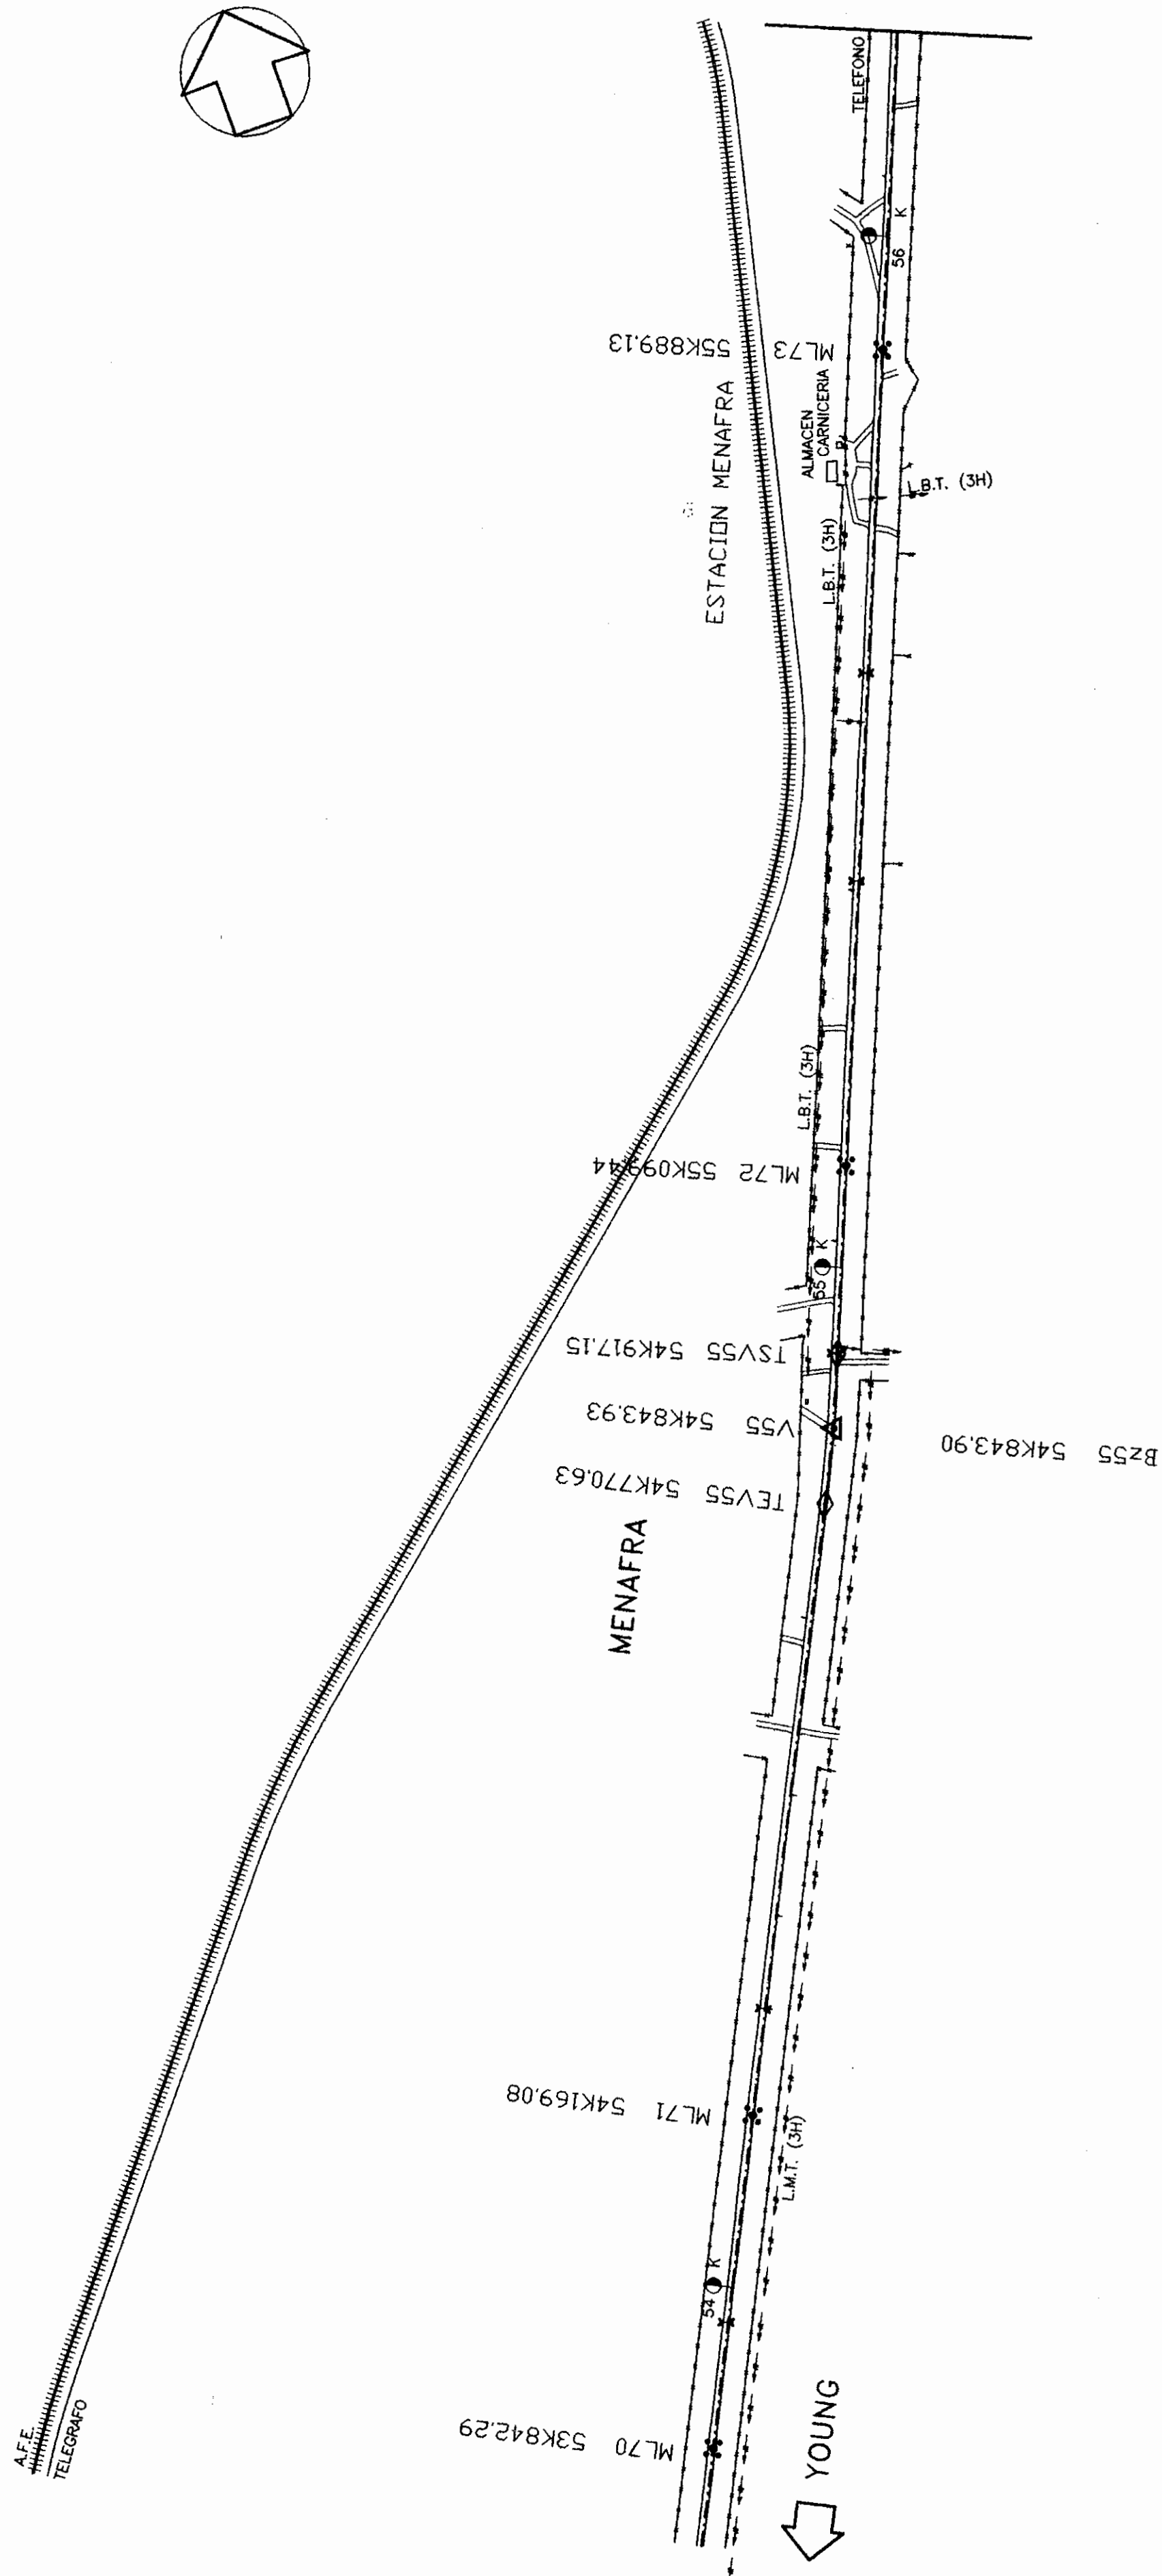 TELEFONO
56 K
ML73 55K889.13
ESTACION MENAFRA
ALMACEN
CARNICERIA
P.
L.B.T. (3H)
L.B.T. (3H)
L.B.T. (3H)
ML72 55K099.44
55 K
TSV55 54K917.15
V55 54K843.93
Bz55 54K843.90
TEV55 54K770.63
MENAFRA
ML71 54K169.08
L.M.T. (3H)
54 K
ML70 53K842.29
YOUNG
A.F.E.
TELEGRAFO